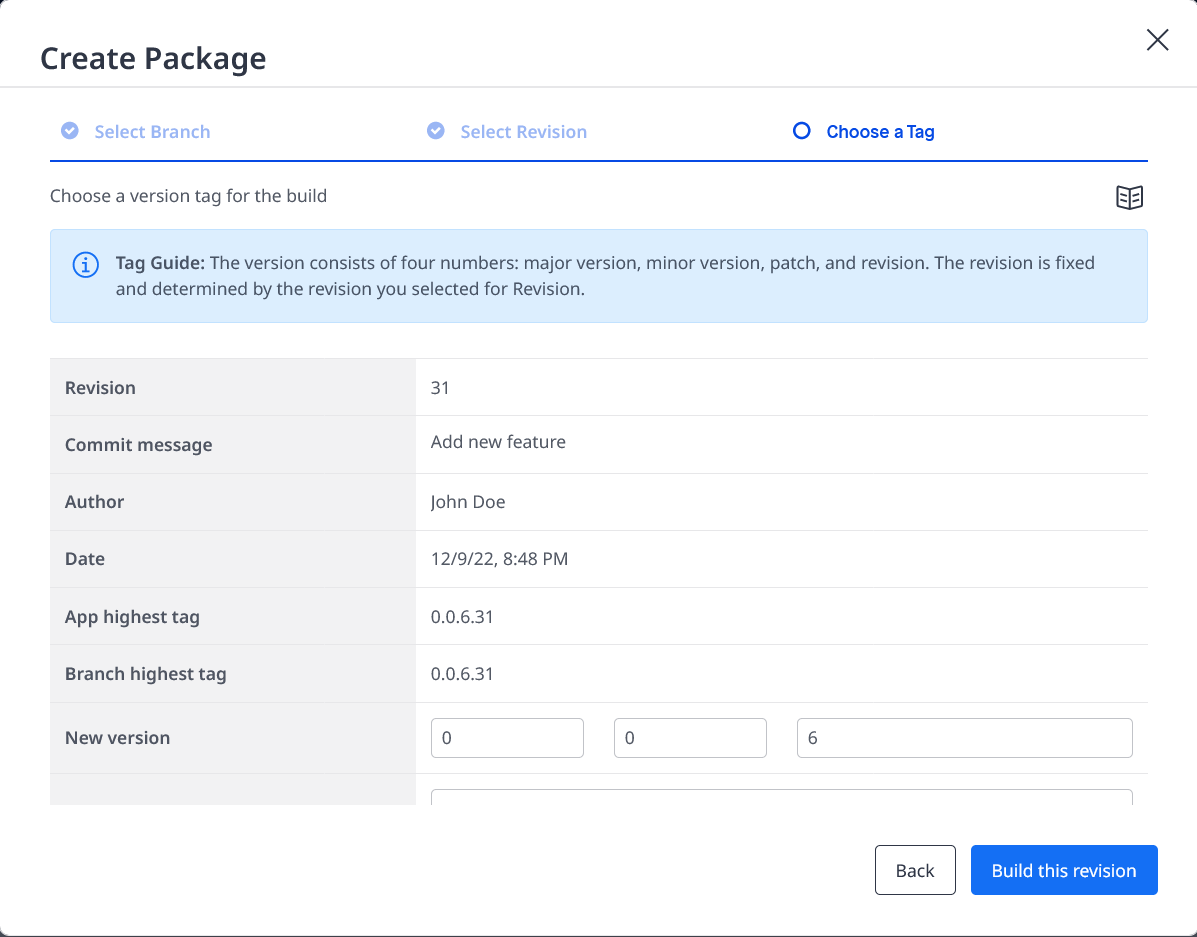 Create Package
Select Branch
Select Revision
Choose a Tag
Choose a version tag for the build
Tag Guide: The version consists of four numbers: major version, minor version, patch, and revision. The revision is fixed
and determined by the revision you selected for Revision.
Revision 31
Commit message Add new feature
Author John Doe
Date 12/9/22, 8:48 PM
App highest tag 0.0.6.31
Branch highest tag 0.0.6.31
New version 0 0 6
Back Build this revision